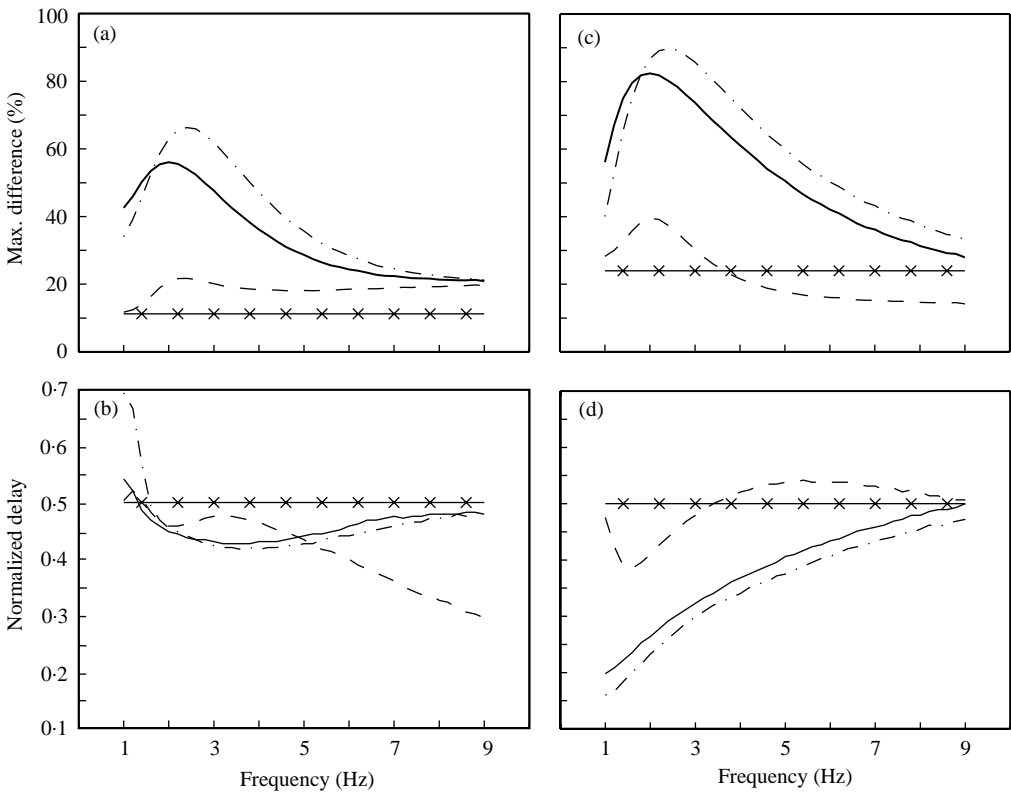 (a)
(c)
100
80
60
40
20
0
Max. difference (%)
(b)
(d)
0·7
0·6
0·5
0·4
0·3
0·2
0·1
Normalized delay
1 3 5 7 9
1 3 5 7 9
Frequency (Hz)
Frequency (Hz)